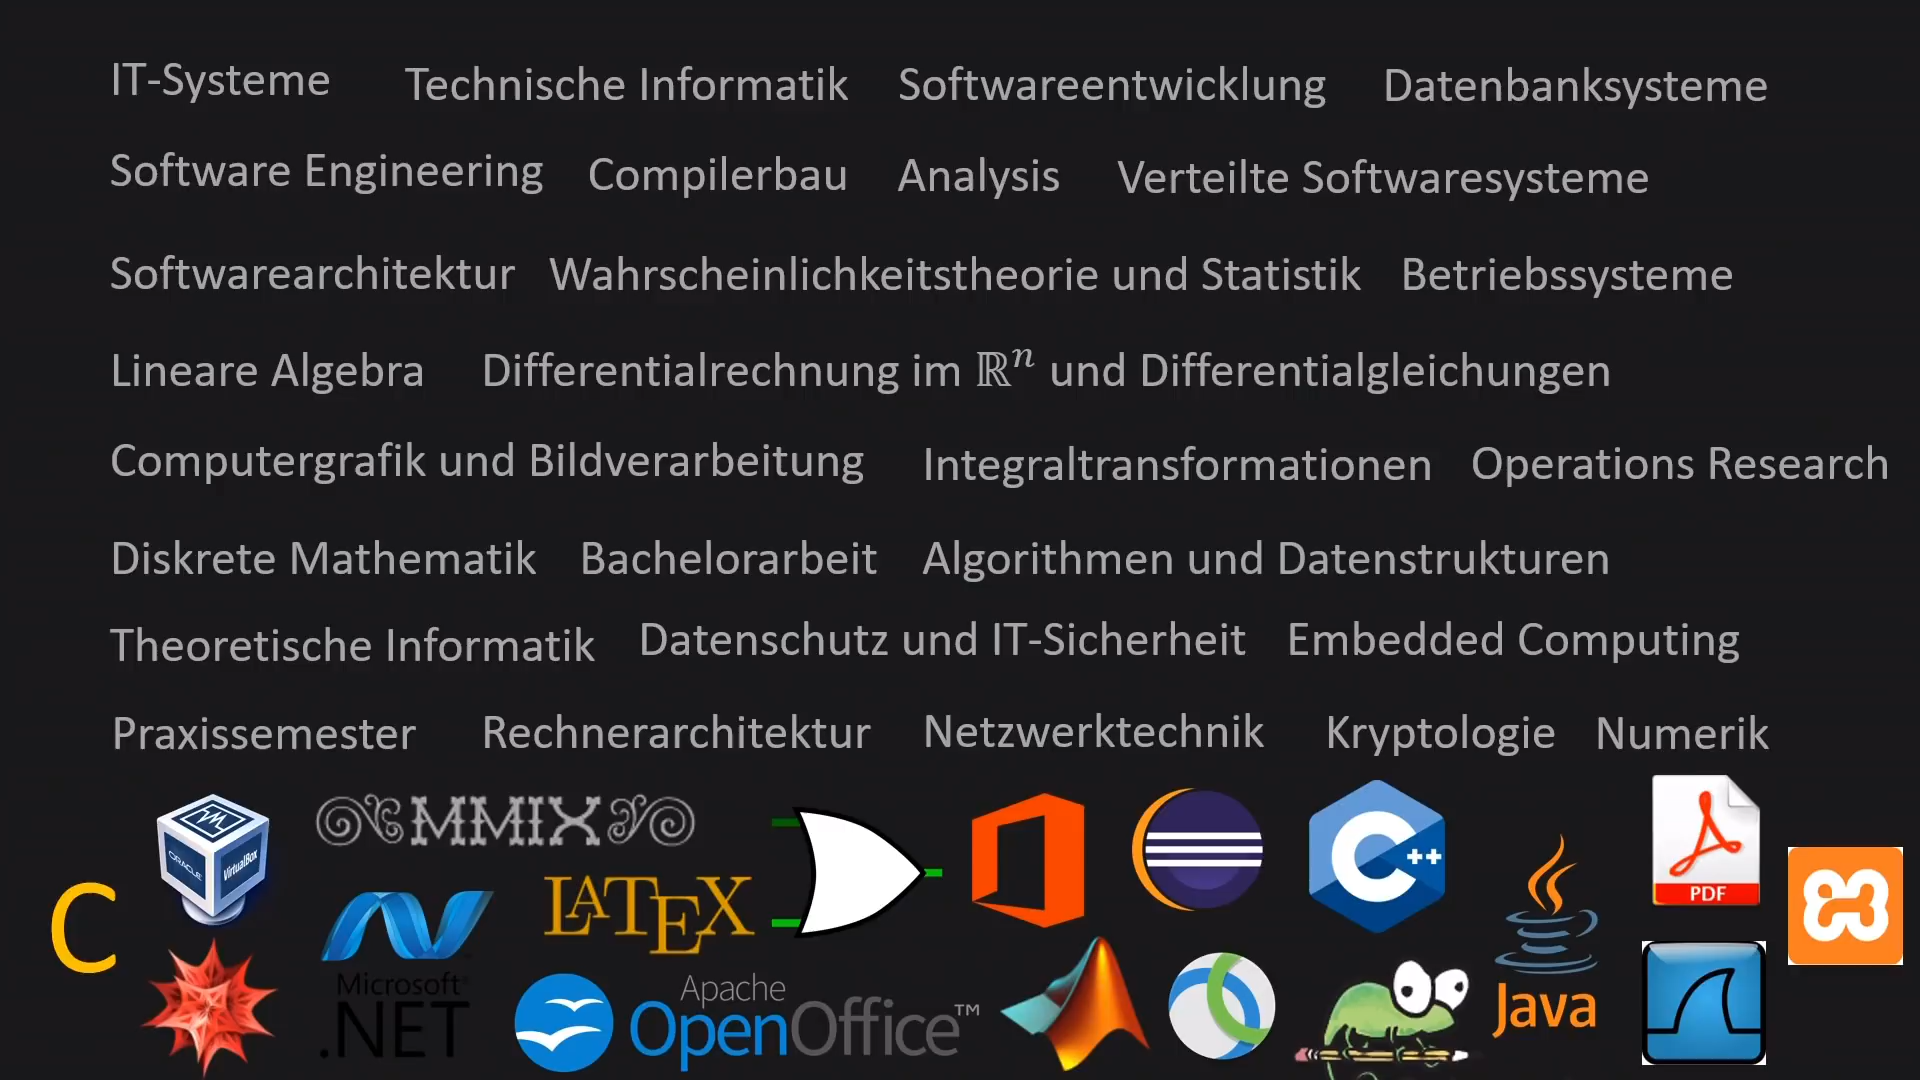 IT-Systeme Technische Informatik Softwareentwicklung Datenbanksysteme
Software Engineering Compilerbau Analysis Verteilte Softwaresysteme
Softwarearchitektur Wahrscheinlichkeitstheorie und Statistik Betriebssysteme
Lineare Algebra Differentialrechnung im ℝⁿ und Differentialgleichungen
Computergrafik und Bildverarbeitung Integraltransformationen Operations Research
Diskrete Mathematik Bachelorarbeit Algorithmen und Datenstrukturen
Theoretische Informatik Datenschutz und IT-Sicherheit Embedded Computing
Praxissemester Rechnerarchitektur Netzwerktechnik Kryptologie Numerik
ORACLE VirtualBox
MMIX
C++
PDF
C
LATEX
Microsoft®
.NET
Apache
OpenOffice™
Java